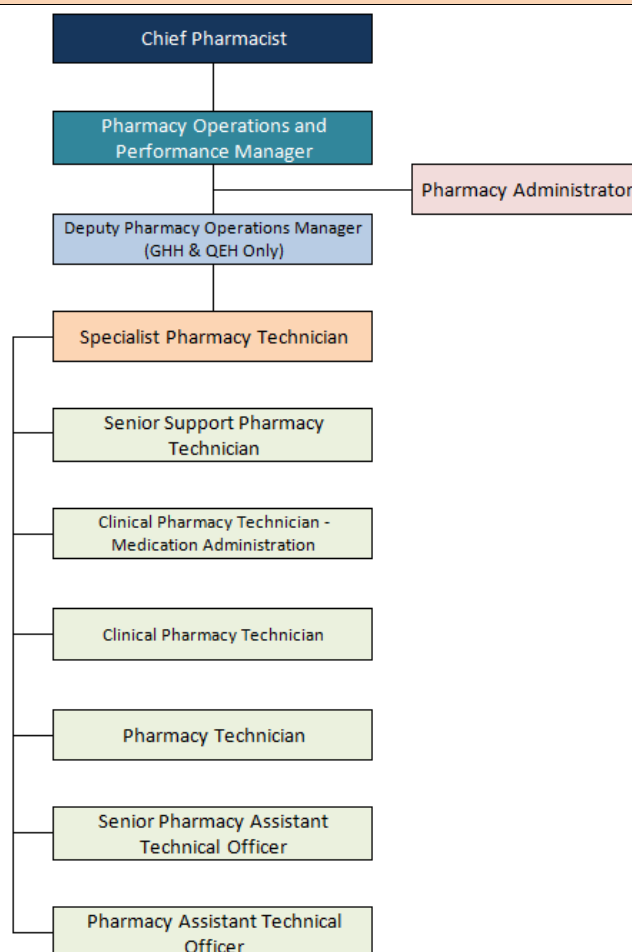 Chief Pharmacist
Pharmacy Operations and
Performance Manager
Pharmacy Administrator
Deputy Pharmacy Operations Manager
(GHH & QEH Only)
Specialist Pharmacy Technician
Senior Support Pharmacy
Technician
Clinical Pharmacy Technician -
Medication Administration
Clinical Pharmacy Technician
Pharmacy Technician
Senior Pharmacy Assistant
Technical Officer
Pharmacy Assistant Technical
Officer